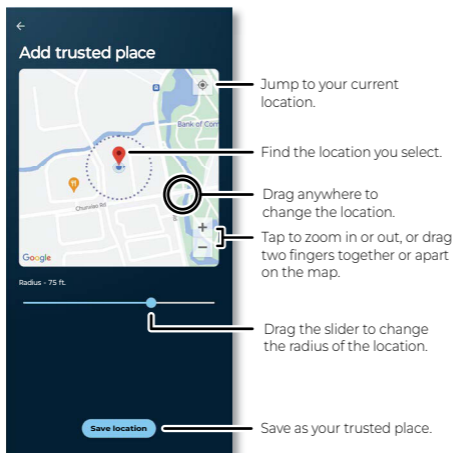 Add trusted place
Jump to your current
location.
Bank of Com
Find the location you select.
Drag anywhere to
change the location.
Tap to zoom in or out, or drag
two fingers together or apart
on the map.
Google
Radius - 75 ft.
Drag the slider to change
the radius of the location.
Save location
Save as your trusted place.